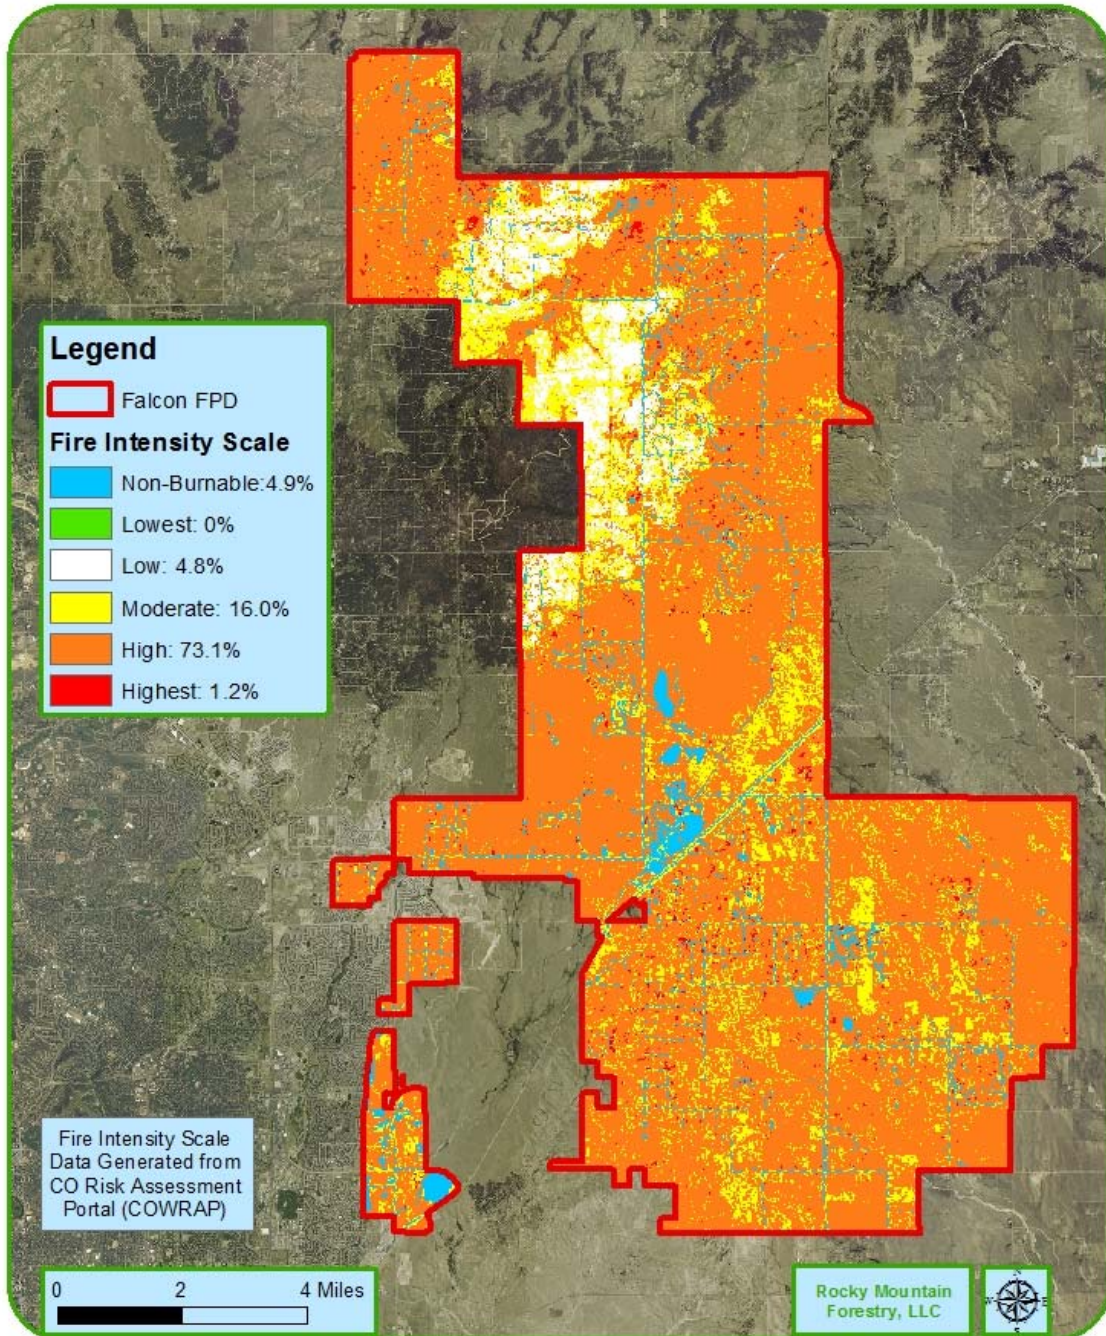 Legend
Falcon FPD
Fire Intensity Scale
Non-Burnable:4.9%
Lowest: 0%
Low: 4.8%
Moderate: 16.0%
High: 73.1%
Highest: 1.2%
Fire Intensity Scale
Data Generated from
CO Risk Assessment
Portal (COWRAP)
0 2 4 Miles
Rocky Mountain
Forestry, LLC
N
W E
S